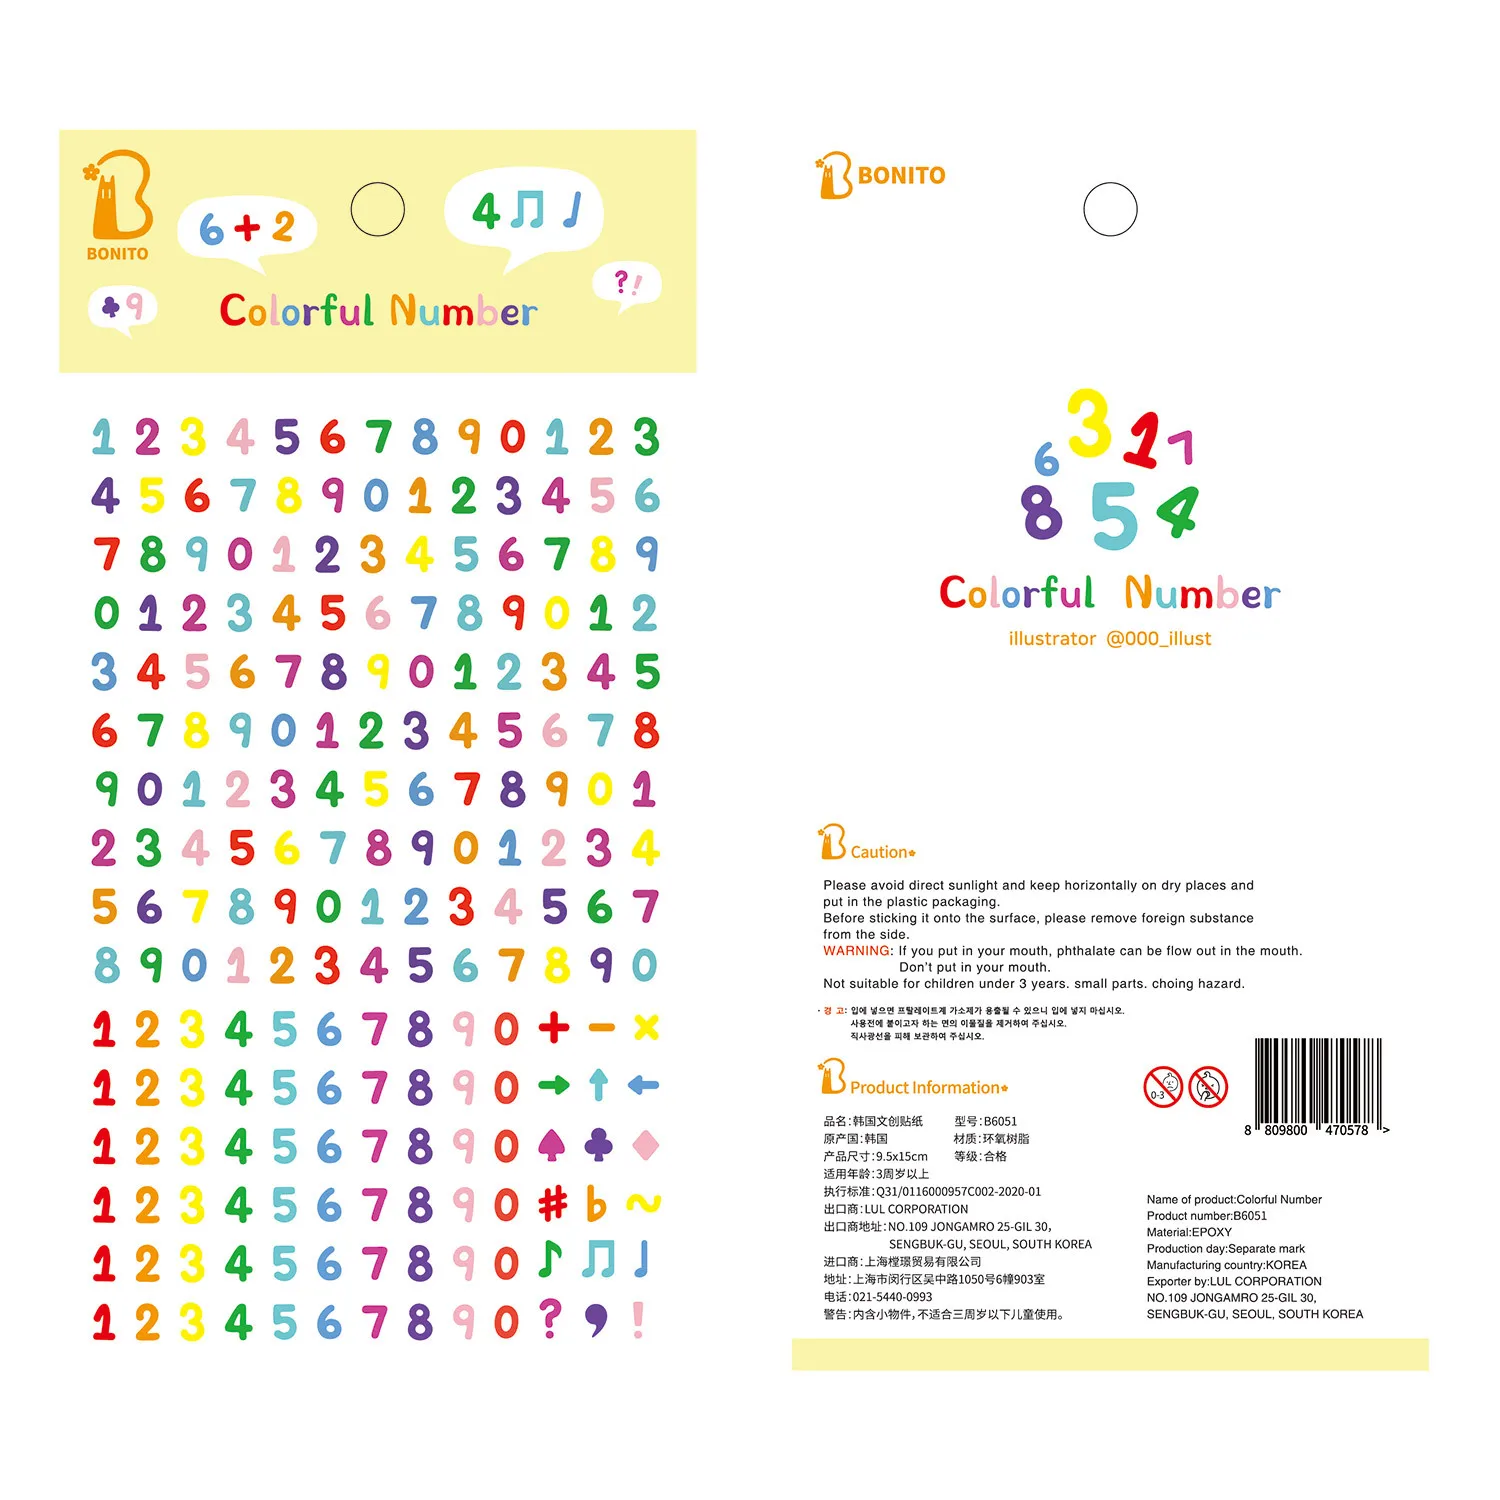 BONITO
6 + 2
4 ♫ ♩
♣ 9
? !
Colorful Number
1 2 3 4 5 6 7 8 9 0 1 2 3
4 5 6 7 8 9 0 1 2 3 4 5 6
7 8 9 0 1 2 3 4 5 6 7 8 9
0 1 2 3 4 5 6 7 8 9 0 1 2
3 4 5 6 7 8 9 0 1 2 3 4 5
6 7 8 9 0 1 2 3 4 5 6 7 8
9 0 1 2 3 4 5 6 7 8 9 0 1
2 3 4 5 6 7 8 9 0 1 2 3 4
5 6 7 8 9 0 1 2 3 4 5 6 7
8 9 0 1 2 3 4 5 6 7 8 9 0
1 2 3 4 5 6 7 8 9 0 + − ×
1 2 3 4 5 6 7 8 9 0 → ↑ ←
1 2 3 4 5 6 7 8 9 0 ♠ ♣ ♦
1 2 3 4 5 6 7 8 9 0 # b ~
1 2 3 4 5 6 7 8 9 0 ♪ ♫ ♩
1 2 3 4 5 6 7 8 9 0 ? , !
BONITO
6 3 1 7
8 5 4
Colorful Number
illustrator @000_illust
Caution
Please avoid direct sunlight and keep horizontally on dry places and
put in the plastic packaging.
Before sticking it onto the surface, please remove foreign substance
from the side.
WARNING: If you put in your mouth, phthalate can be flow out in the mouth.
Don't put in your mouth.
Not suitable for children under 3 years. small parts. choing hazard.
· 경 고: 입에 넣으면 프탈레이트계 가소제가 용출될 수 있으니 입에 넣지 마십시오.
사용전에 붙이고자 하는 면의 이물질을 제거하여 주십시오.
직사광선을 피해 보관하여 주십시오.
Product Information
品名:韩国文创贴纸 型号:B6051
原产国:韩国 材质:环氧树脂
产品尺寸:9.5x15cm 等级:合格
适用年龄:3周岁以上
执行标准:Q31/0116000957C002-2020-01
出口商:LUL CORPORATION
出口商地址:NO.109 JONGAMRO 25-GIL 30,
SENGBUK-GU, SEOUL, SOUTH KOREA
进口商:上海樘璟贸易有限公司
地址:上海市闵行区吴中路1050号6幢903室
电话:021-5440-0993
警告:内含小物件,不适合三周岁以下儿童使用。
0-3
8 809800 470578 >
Name of product:Colorful Number
Product number:B6051
Material:EPOXY
Production day:Separate mark
Manufacturing country:KOREA
Exporter by:LUL CORPORATION
NO.109 JONGAMRO 25-GIL 30,
SENGBUK-GU, SEOUL, SOUTH KOREA